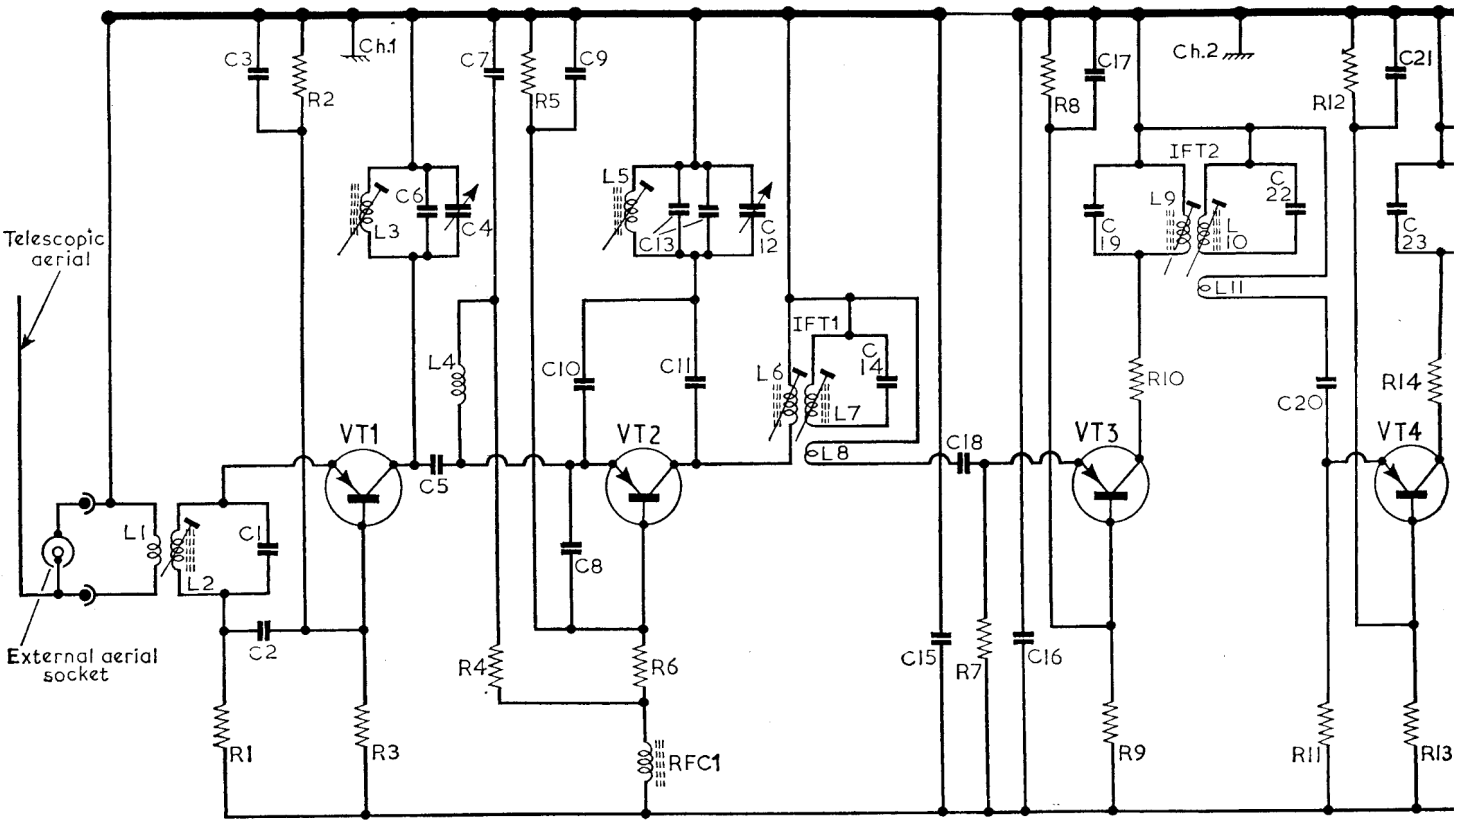 C3
R2
Ch.1
C7
R5
C9
R8
C17
Ch.2
R12
C21
Telescopic
aerial
L3
C6
C4
L5
C13
C
12
IFT2
L9
C
19
L
10
C
22
C
23
L11
L4
C10
C11
IFT1
L6
C
14
L7
L8
R10
C20
R14
VT1
C5
VT2
C18
VT3
VT4
L1
L2
C1
C8
External aerial
socket
C2
R4
R6
C15
R7
C16
R1
R3
RFC1
R9
R11
R13